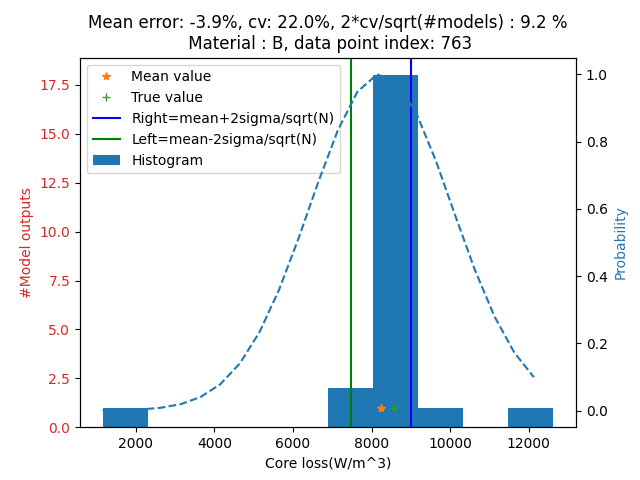 Mean error: -3.9%, cv: 22.0%, 2*cv/sqrt(#models) : 9.2 %
Material : B, data point index: 763
Mean value
True value
Right=mean+2sigma/sqrt(N)
Left=mean-2sigma/sqrt(N)
Histogram
#Model outputs
17.5
15.0
12.5
10.0
7.5
5.0
2.5
0.0
1.0
0.8
0.6
0.4
0.2
0.0
Probability
2000 4000 6000 8000 10000 12000
Core loss(W/m^3)